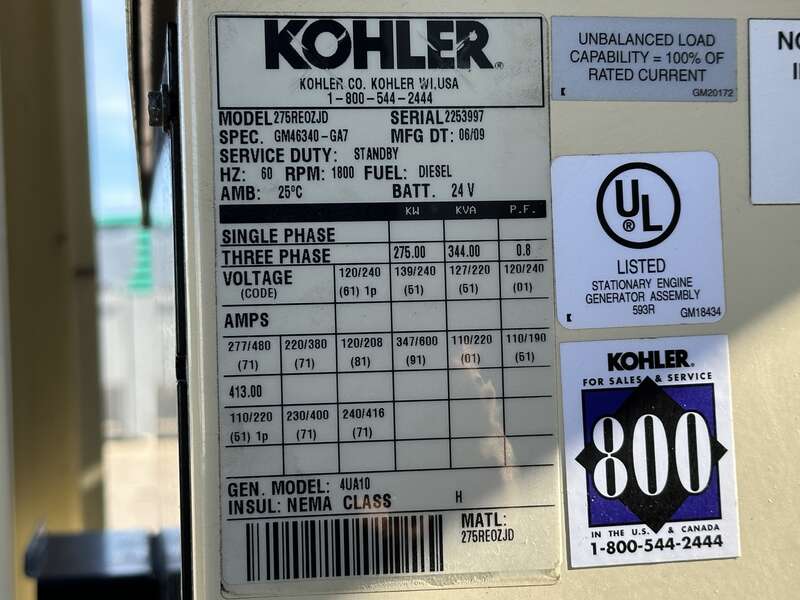 KOHLER®
KOHLER CO. KOHLER WI,USA
1-800-544-2444
MODEL 275REOZJD SERIAL 2253997
SPEC. GM46340-GA7 MFG DT: 06/09
SERVICE DUTY: STANDBY
HZ: 60 RPM: 1800 FUEL: DIESEL
AMB: 25°C BATT. 24 V
KW KVA P.F.
SINGLE PHASE
THREE PHASE 275.00 344.00 0.8
VOLTAGE 120/240 139/240 127/220 120/240
(CODE) (61) 1p (51) (51) (01)
AMPS
277/480 220/380 120/208 347/600 110/220 110/190
(71) (71) (81) (91) (01) (51)
413.00
110/220 230/400 240/416
(51) 1p (71) (71)
GEN. MODEL: 4UA10
INSUL: NEMA CLASS H
MATL:
275REOZJD
UNBALANCED LOAD
CAPABILITY = 100% OF
RATED CURRENT
GM20172
UL®
LISTED
STATIONARY ENGINE
GENERATOR ASSEMBLY
593R
GM18434
KOHLER®
FOR SALES & SERVICE
800
IN THE U.S. & CANADA
1-800-544-2444